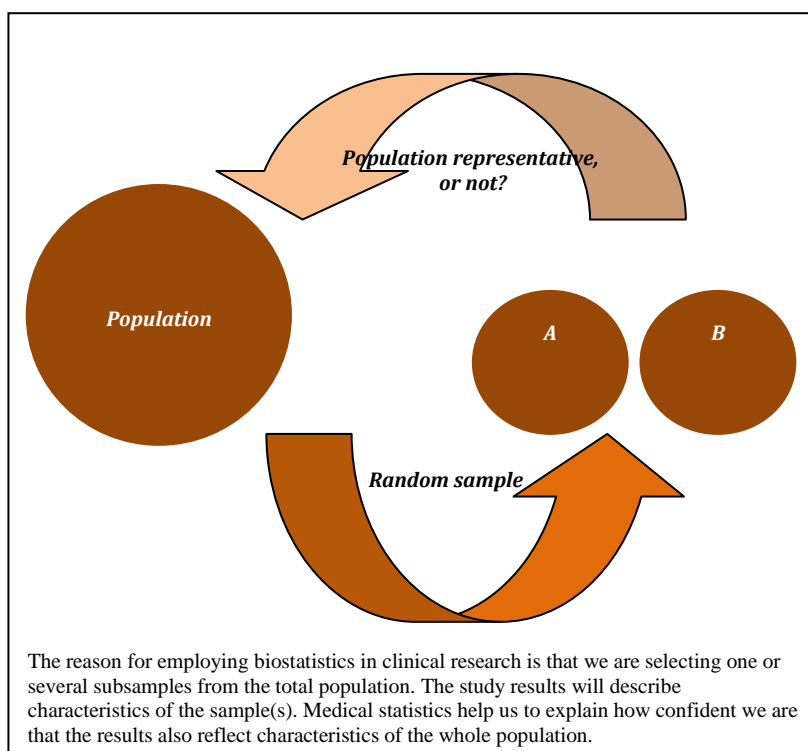 Population representative,
or not?
Population
A
B
Random sample
The reason for employing biostatistics in clinical research is that we are selecting one or
several subsamples from the total population. The study results will describe
characteristics of the sample(s). Medical statistics help us to explain how confident we are
that the results also reflect characteristics of the whole population.